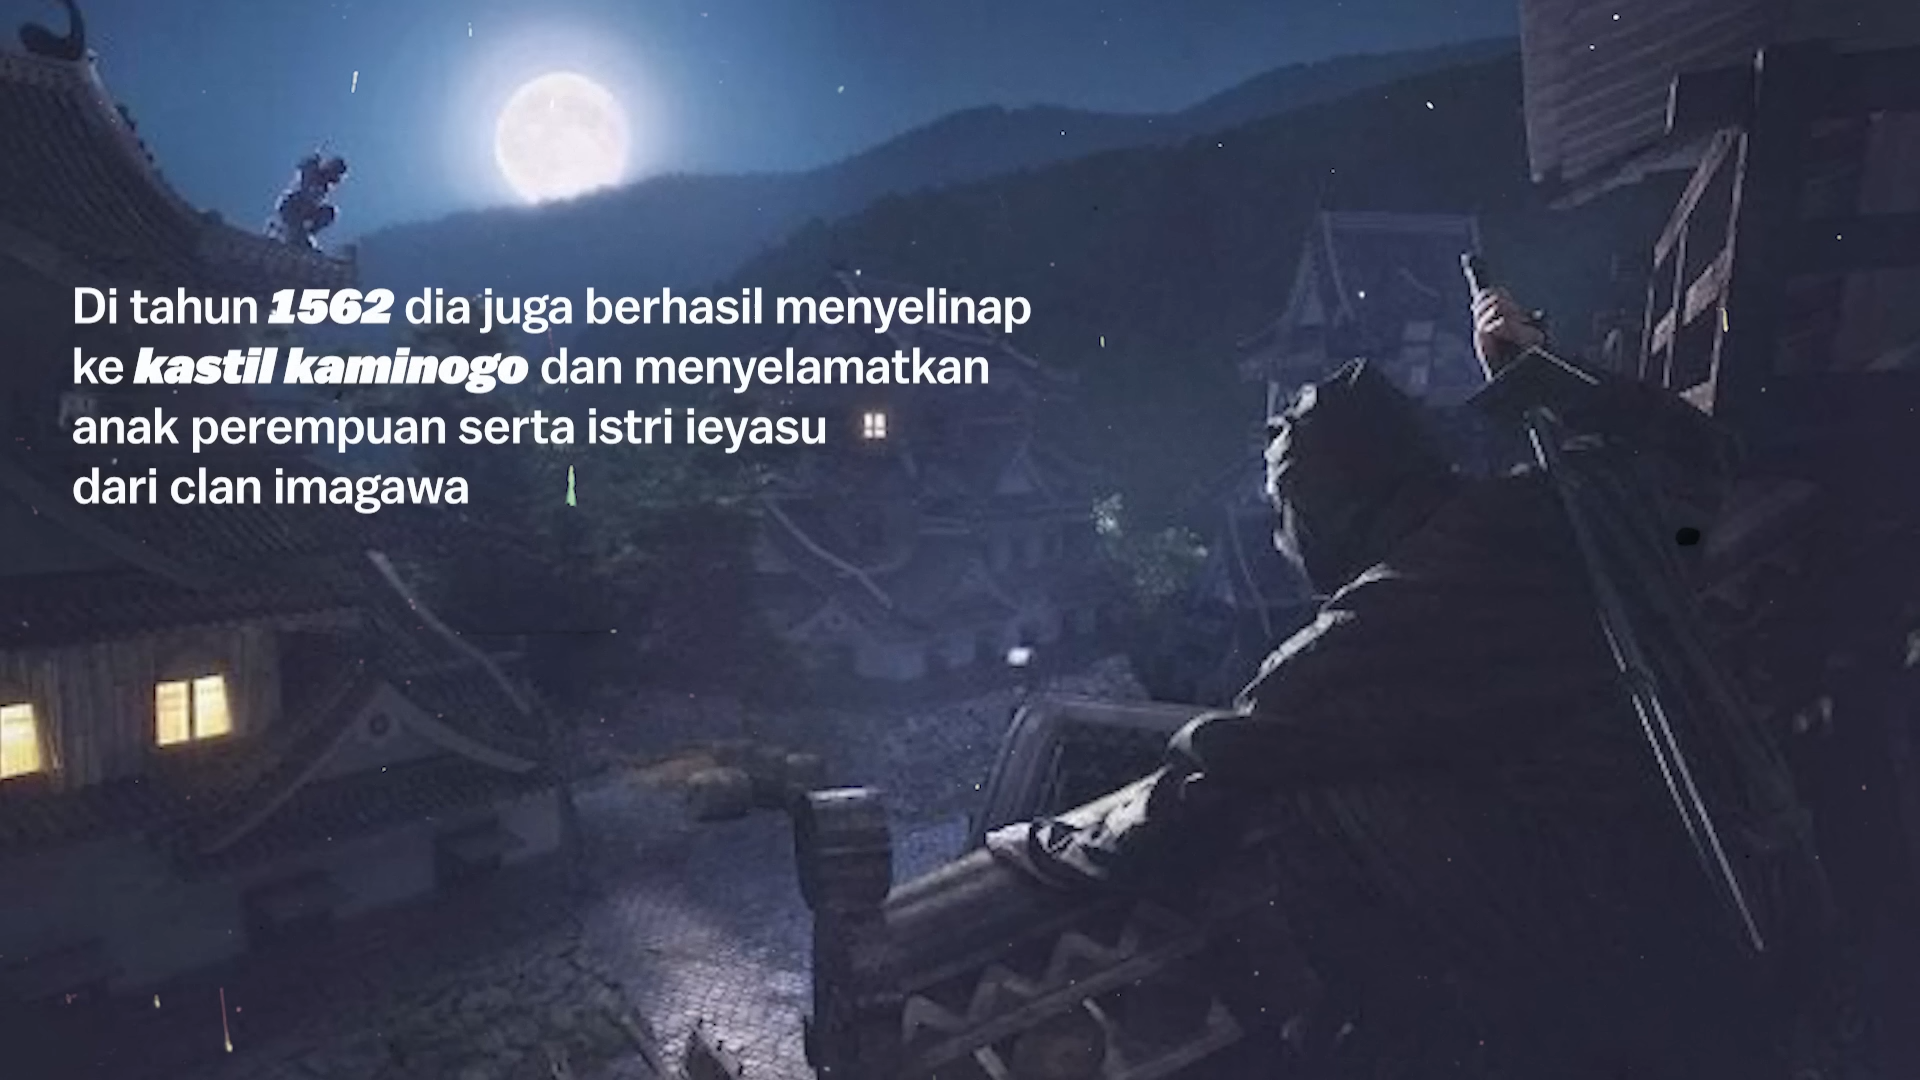 Di tahun 1562 dia juga berhasil menyelinap
ke kastil kaminogo dan menyelamatkan
anak perempuan serta istri ieyasu
dari clan imagawa